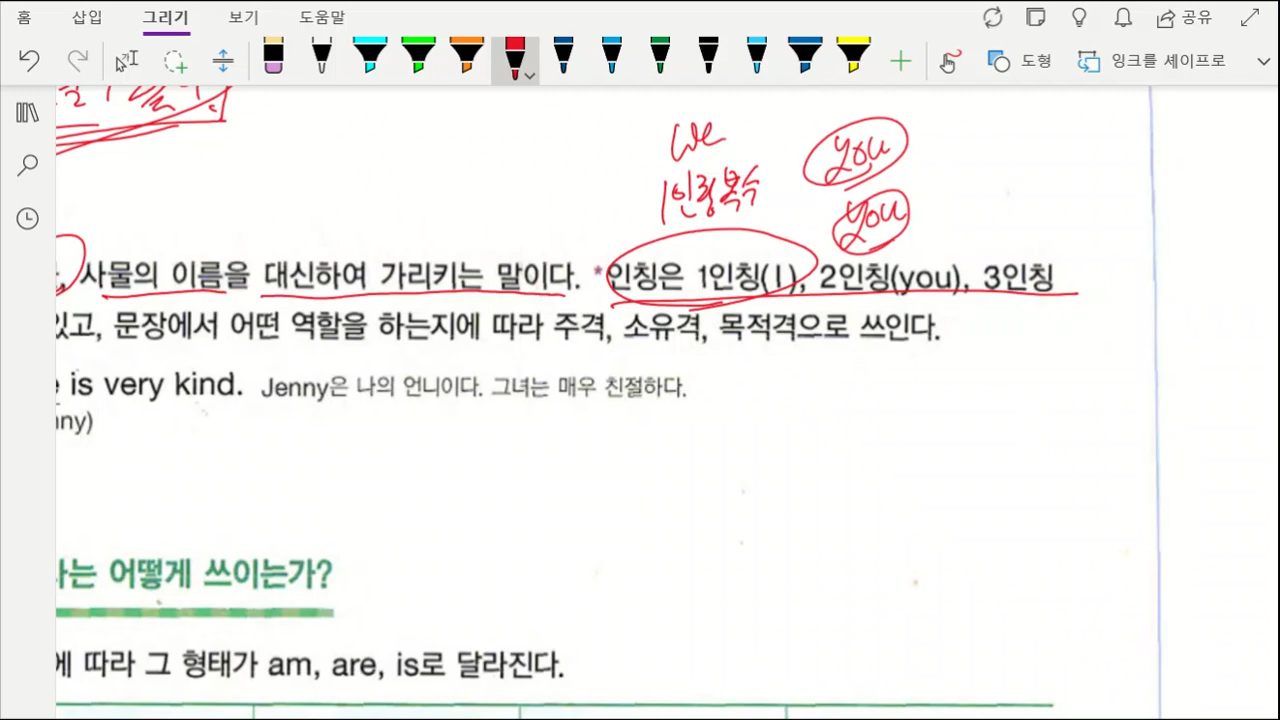 홈 삽입 그리기 보기 도움말 공유
도형 잉크를 셰이프로
we you
1인칭복수 you
사물의 이름을 대신하여 가리키는 말이다. *인칭은 1인칭(I), 2인칭(you), 3인칭
있고, 문장에서 어떤 역할을 하는지에 따라 주격, 소유격, 목적격으로 쓰인다.
e is very kind. Jenny은 나의 언니이다. 그녀는 매우 친절하다.
nny)
사는 어떻게 쓰이는가?
에 따라 그 형태가 am, are, is로 달라진다.